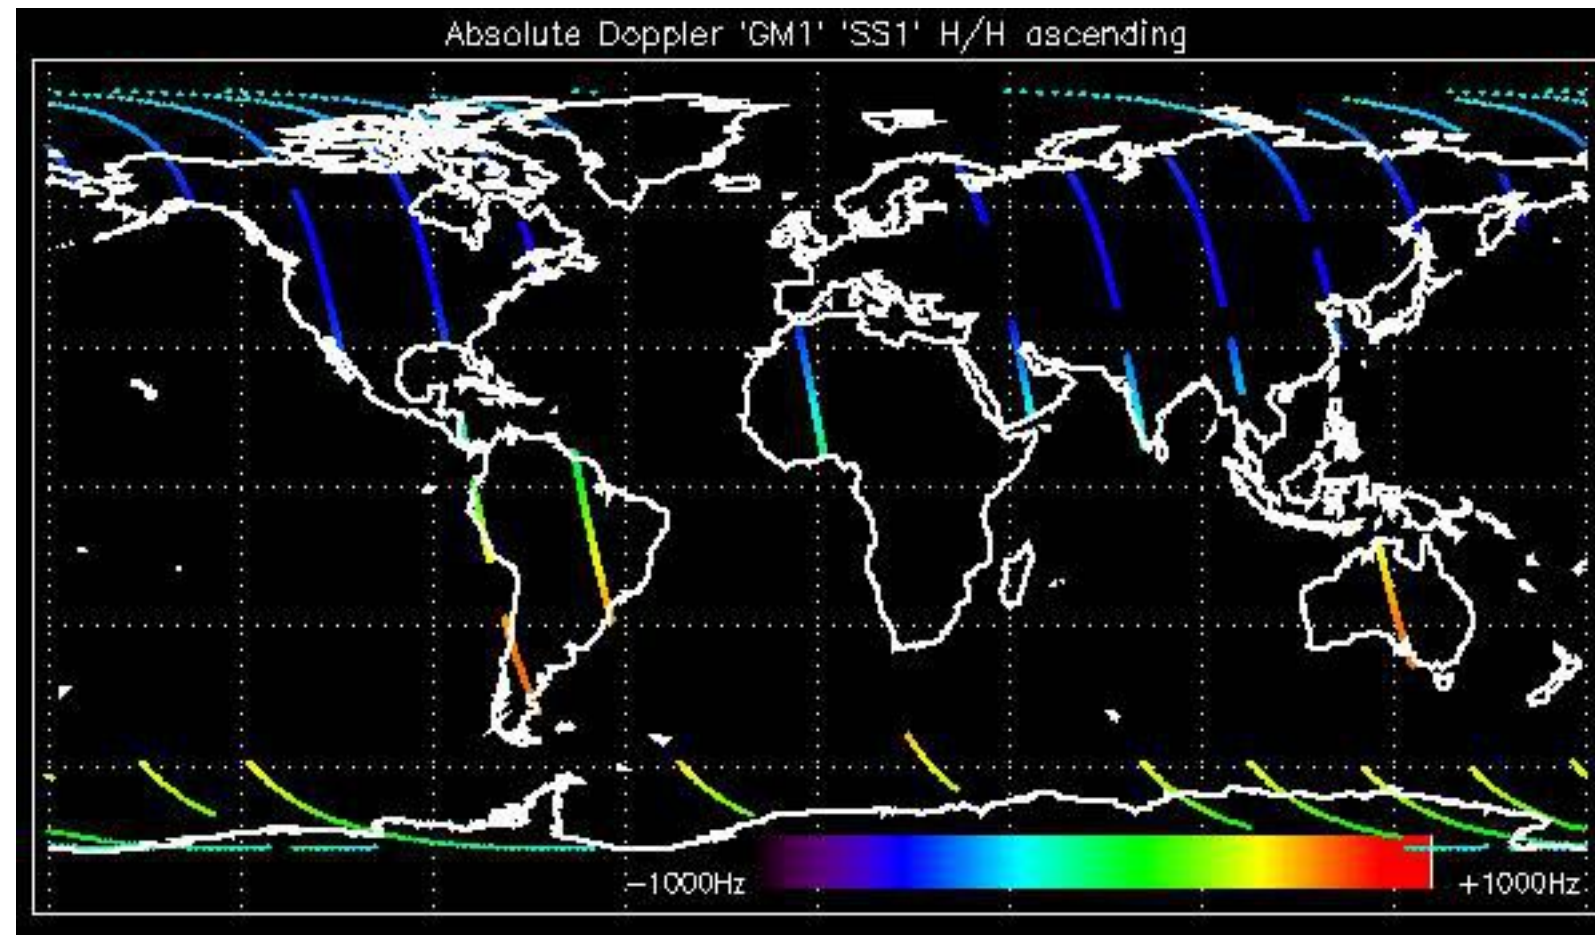 Absolute Doppler 'GM1' 'SS1' H/H ascending
−1000Hz
+1000Hz